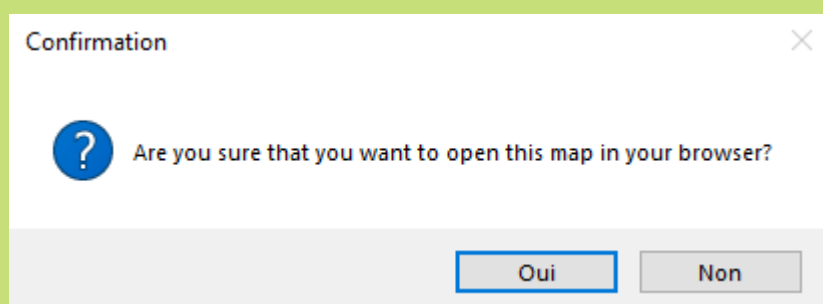 Confirmation
Are you sure that you want to open this map in your browser?
Oui
Non